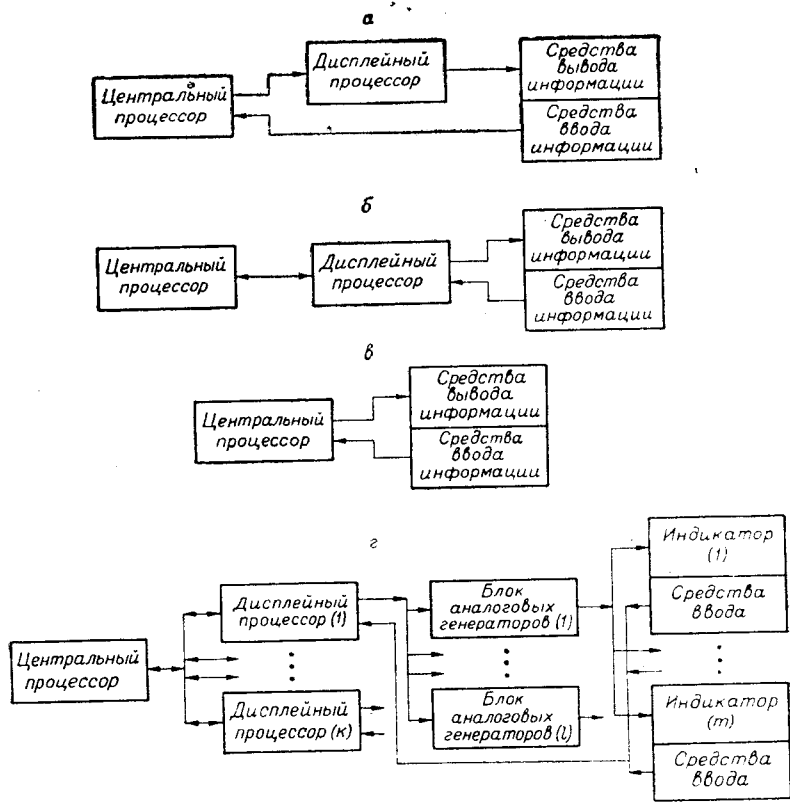 а
Центральный
процессор
Дисплейный
процессор
Средства
вывода
информации
Средства
ввода
информации
б
Центральный
процессор
Дисплейный
процессор
Средства
вывода
информации
Средства
ввода
информации
в
Центральный
процессор
Средства
вывода
информации
Средства
ввода
информации
г
Центральный
процессор
Дисплейный
процессор (1)
Дисплейный
процессор (к)
Блок
аналоговых
генераторов (1)
Блок
аналоговых
генераторов (l)
Индикатор
(1)
Средства
ввода
Индикатор
(m)
Средства
ввода